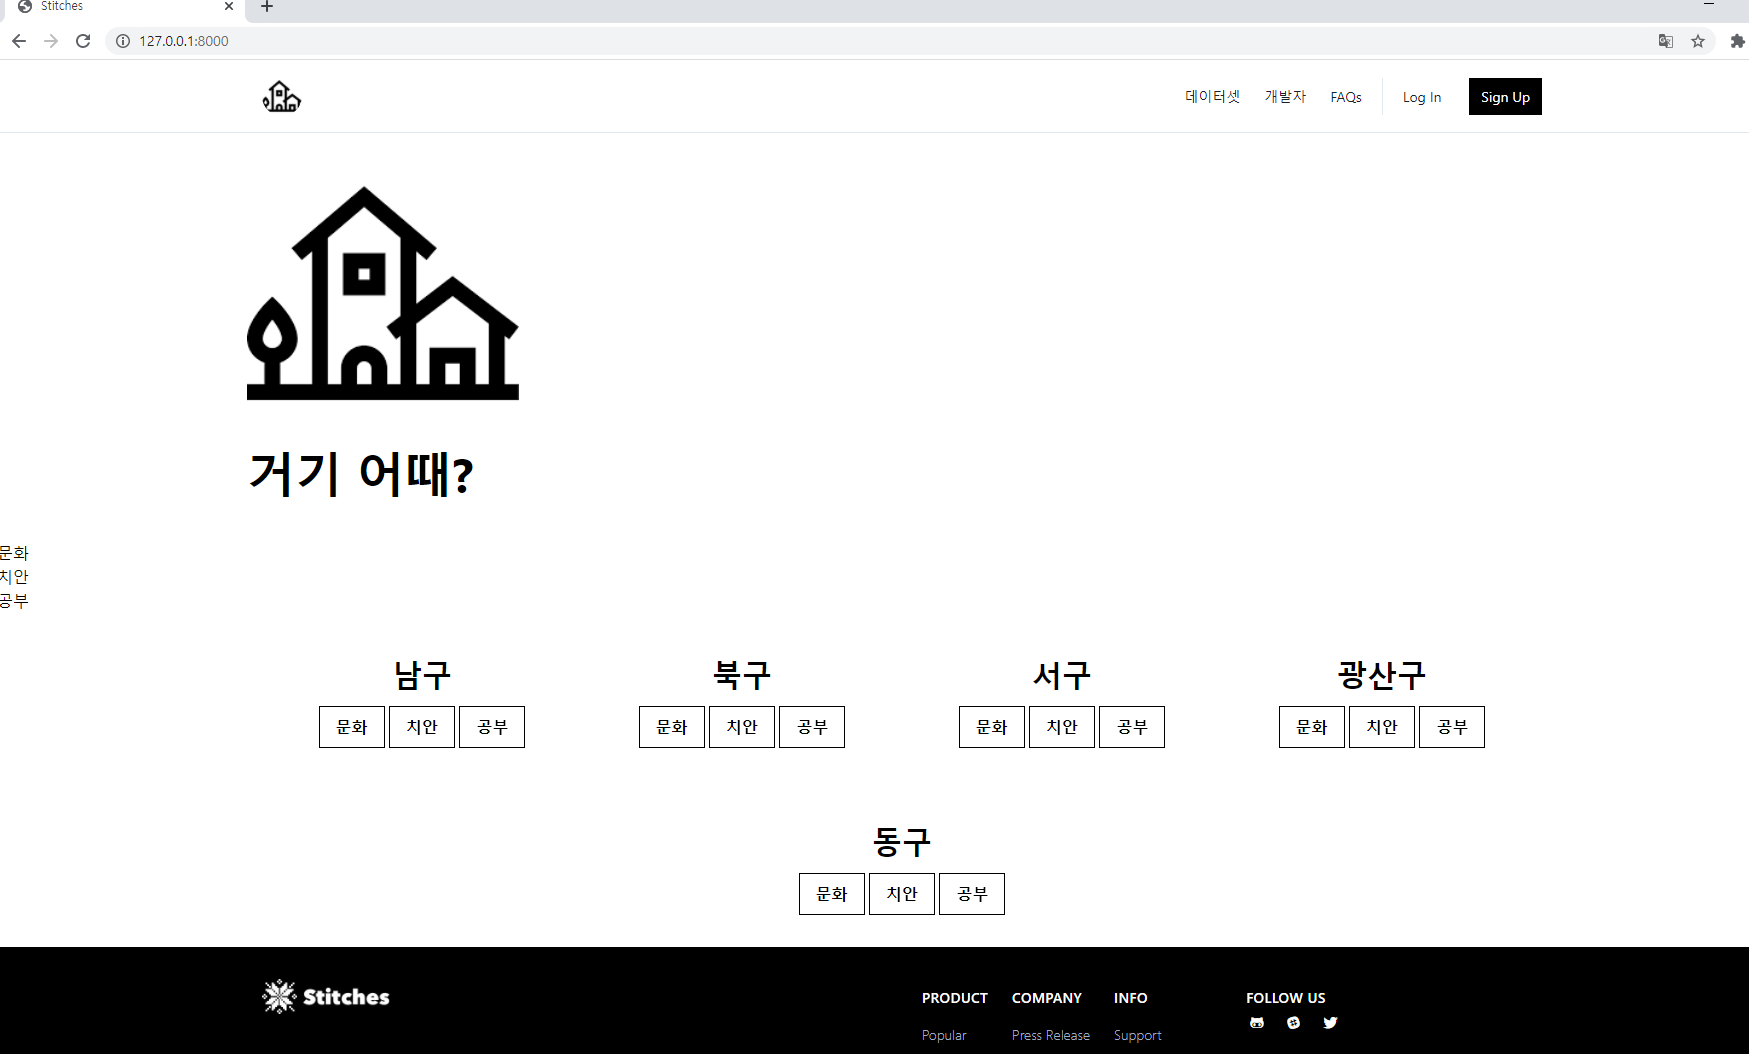 Stitches
127.0.0.1:8000
데이터셋 개발자 FAQs Log In Sign Up
거기 어때?
문화
치안
공부
남구 북구 서구 광산구
문화 치안 공부 문화 치안 공부 문화 치안 공부 문화 치안 공부
동구
문화 치안 공부
Stitches PRODUCT COMPANY INFO FOLLOW US
Popular Press Release Support